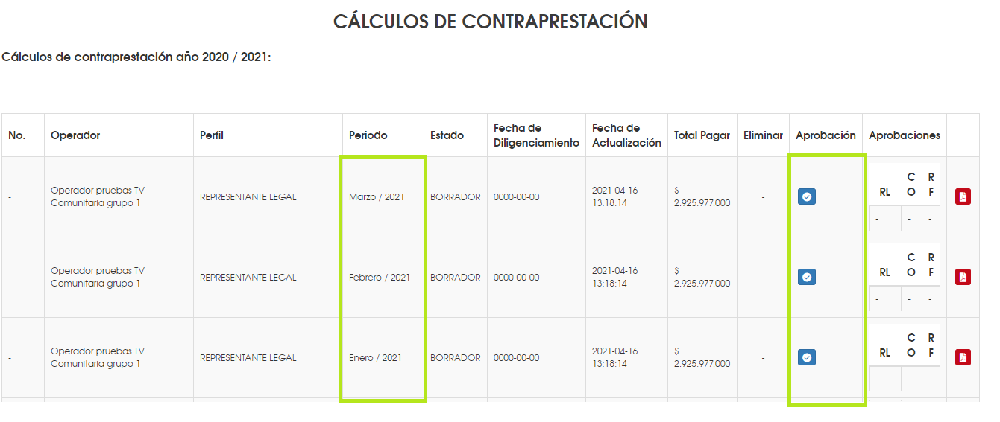 CÁLCULOS DE CONTRAPRESTACIÓN
Cálculos de contraprestación año 2020 / 2021:
No. Operador Perfil Periodo Estado Fecha de Diligenciamiento Fecha de Actualización Total Pagar Eliminar Aprobación Aprobaciones
- Operador pruebas TV Comunitaria grupo 1 REPRESENTANTE LEGAL Marzo / 2021 BORRADOR 0000-00-00 2021-04-16 13:18:14 $ 2.925.977.000 - RL CO RF
- - -
- Operador pruebas TV Comunitaria grupo 1 REPRESENTANTE LEGAL Febrero / 2021 BORRADOR 0000-00-00 2021-04-16 13:18:14 $ 2.925.977.000 - RL CO RF
- - -
- Operador pruebas TV Comunitaria grupo 1 REPRESENTANTE LEGAL Enero / 2021 BORRADOR 0000-00-00 2021-04-16 13:18:14 $ 2.925.977.000 - RL CO RF
- - -